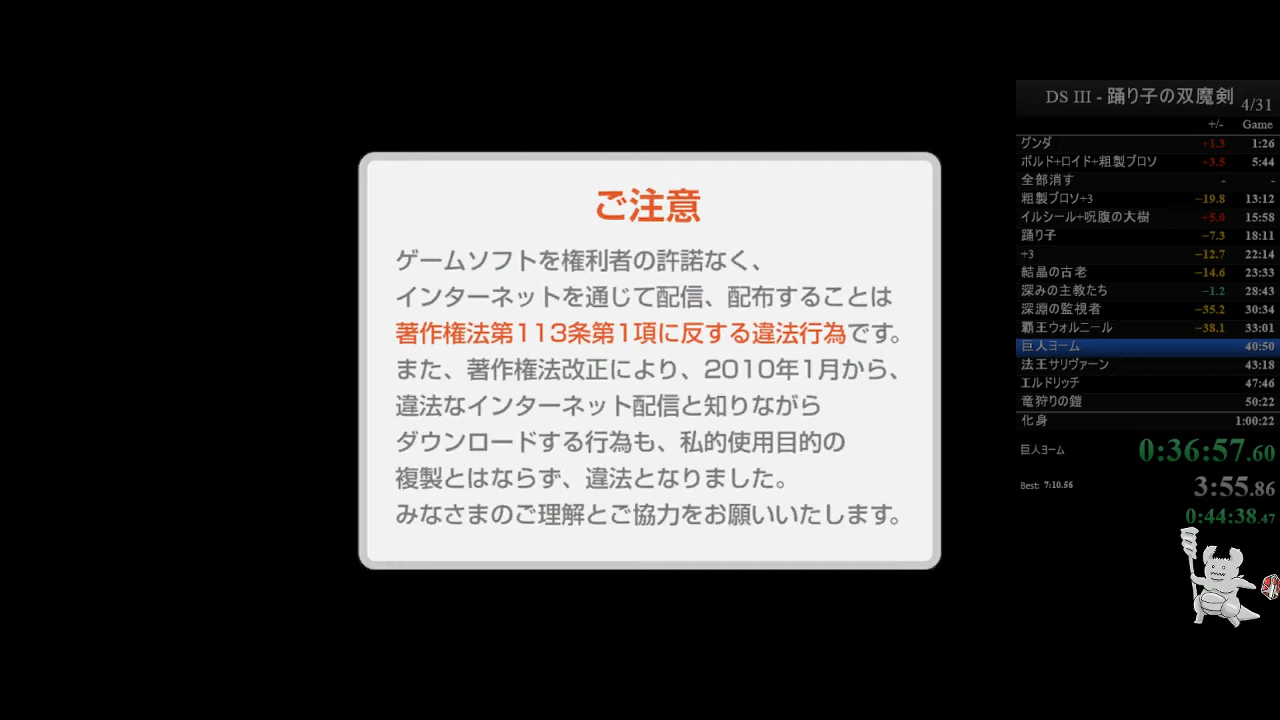 ご注意
ゲームソフトを権利者の許諾なく、
インターネットを通じて配信、配布することは
著作権法第113条第1項に反する違法行為です。
また、著作権法改正により、2010年1月から、
違法なインターネット配信と知りながら
ダウンロードする行為も、私的使用目的の
複製とはならず、違法となりました。
みなさまのご理解とご協力をお願いいたします。
DS III - 踊り子の双魔剣 4/31
+/- Game
グンダ +1.3 1:26
ボルド+ロイド+粗製ブロソ +3.5 5:44
全部消す - -
粗製ブロソ+3 −19.8 13:12
イルシール+呪腹の大樹 +5.0 15:58
踊り子 −7.3 18:11
+3 −12.7 22:14
結晶の古老 −14.6 23:33
深みの主教たち −1.2 28:43
深淵の監視者 −35.2 30:34
覇王ウォルニール −38.1 33:01
巨人ヨーム 40:50
法王サリヴァーン 43:18
エルドリッチ 47:46
竜狩りの鎧 50:22
化身 1:00:22
巨人ヨーム 0:36:57.60
Best: 7:10.56 3:55.86
0:44:38.47